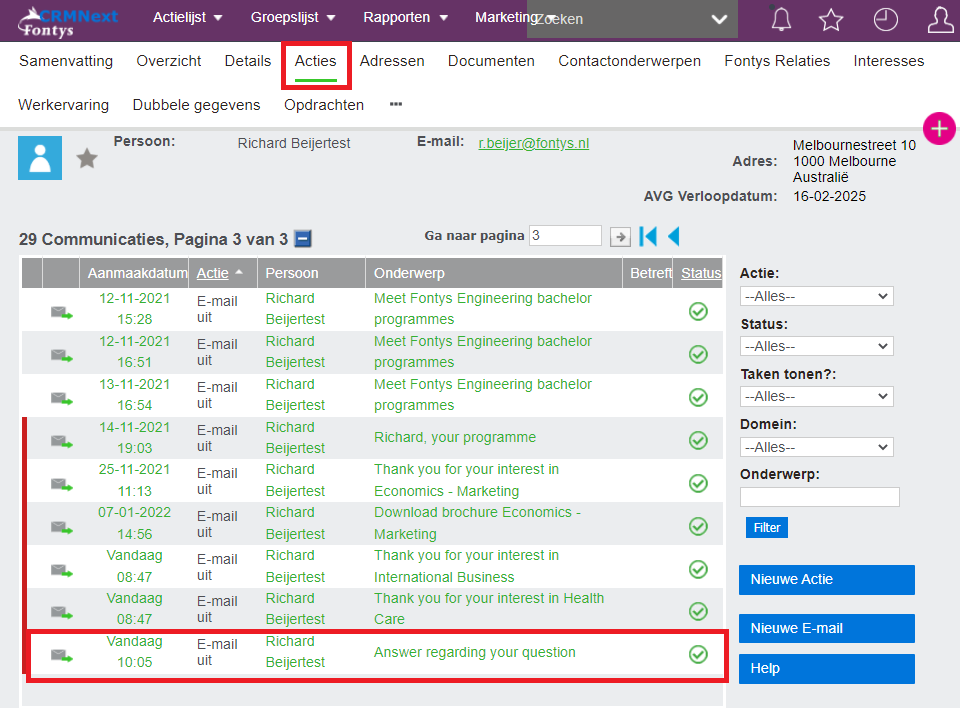 CRMNext
Fontys
Actielijst
Groepslijst
Rapporten
Marketing
Zoeken
Samenvatting
Overzicht
Details
Acties
Adressen
Documenten
Contactonderwerpen
Fontys Relaties
Interesses
Werkervaring
Dubbele gegevens
Opdrachten
Persoon:
Richard Beijertest
E-mail:
r.beijer@fontys.nl
Adres:
Melbournestreet 10
1000 Melbourne
Australië
AVG Verloopdatum:
16-02-2025
29 Communicaties, Pagina 3 van 3
Ga naar pagina
3
Aanmaakdatum Actie Persoon Onderwerp Betreft Status
12-11-2021 E-mail Richard Meet Fontys Engineering bachelor
15:28 uit Beijertest programmes
12-11-2021 E-mail Richard Meet Fontys Engineering bachelor
16:51 uit Beijertest programmes
13-11-2021 E-mail Richard Meet Fontys Engineering bachelor
16:54 uit Beijertest programmes
14-11-2021 E-mail Richard Richard, your programme
19:03 uit Beijertest
25-11-2021 E-mail Richard Thank you for your interest in
11:13 uit Beijertest Economics - Marketing
07-01-2022 E-mail Richard Download brochure Economics -
14:56 uit Beijertest Marketing
Vandaag E-mail Richard Thank you for your interest in
08:47 uit Beijertest International Business
Vandaag E-mail Richard Thank you for your interest in Health
08:47 uit Beijertest Care
Vandaag E-mail Richard Answer regarding your question
10:05 uit Beijertest
Actie:
--Alles--
Status:
--Alles--
Taken tonen?:
--Alles--
Domein:
--Alles--
Onderwerp:
Filter
Nieuwe Actie
Nieuwe E-mail
Help